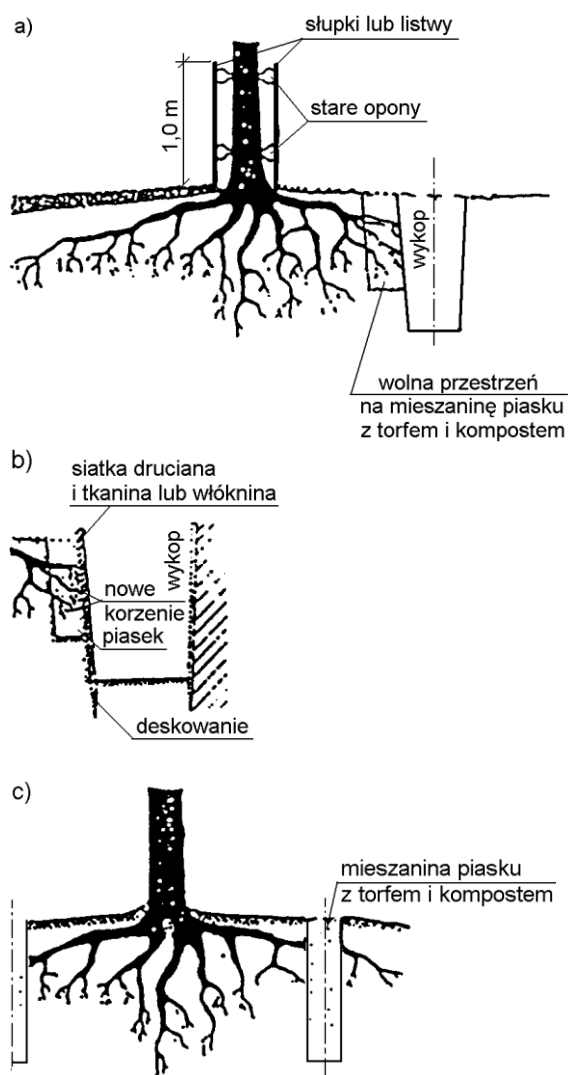 a)
słupki lub listwy
stare opony
1,0 m
wykop
wolna przestrzeń
na mieszaninę piasku
z torfem i kompostem
b)
siatka druciana
i tkanina lub włóknina
wykop
nowe
korzenie
piasek
deskowanie
c)
mieszanina piasku
z torfem i kompostem